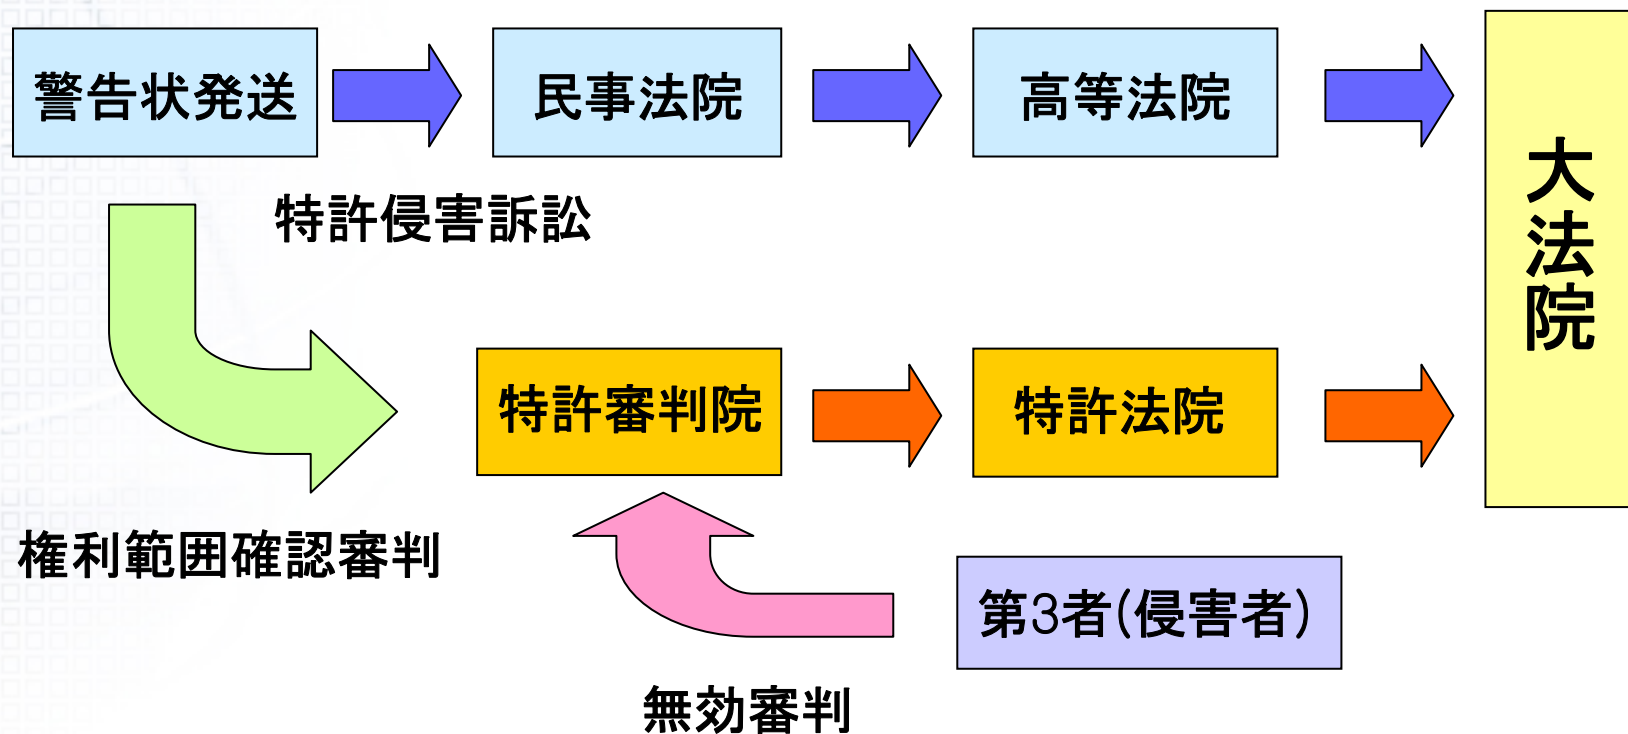 警告状発送
民事法院
高等法院
大法院
特許侵害訴訟
特許審判院
特許法院
権利範囲確認審判
第3者(侵害者)
無効審判